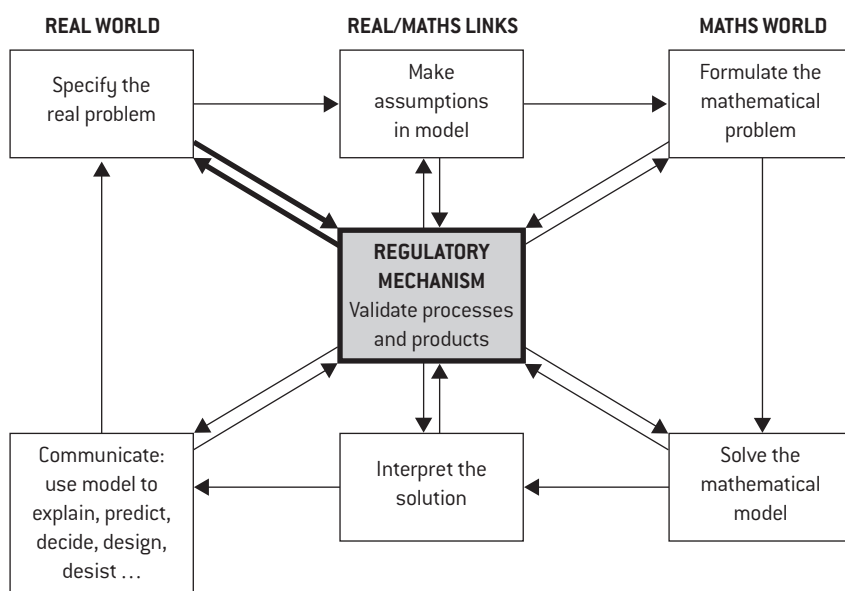 REAL WORLD
REAL/MATHS LINKS
MATHS WORLD
Specify the
real problem
Make
assumptions
in model
Formulate the
mathematical
problem
REGULATORY
MECHANISM
Validate processes
and products
Communicate:
use model to
explain, predict,
decide, design,
desist ...
Interpret the
solution
Solve the
mathematical
model